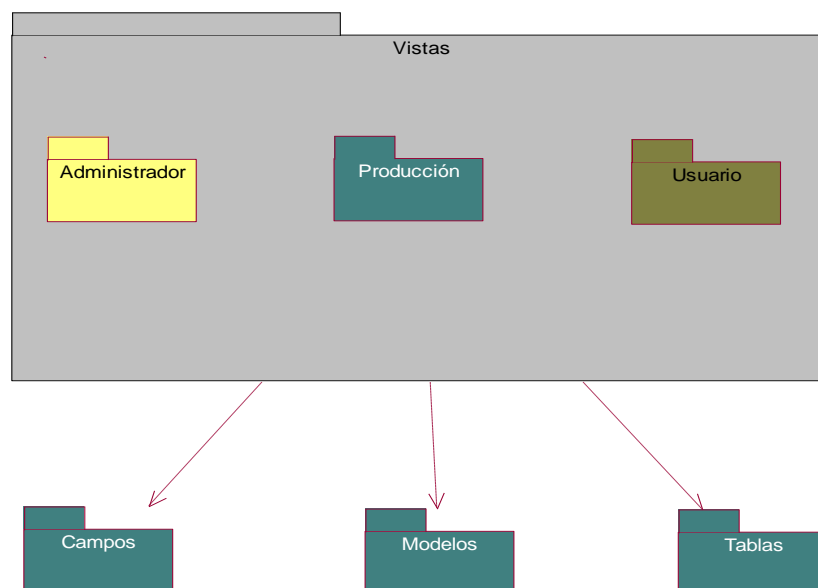 Vistas
Administrador
Producción
Usuario
Campos
Modelos
Tablas